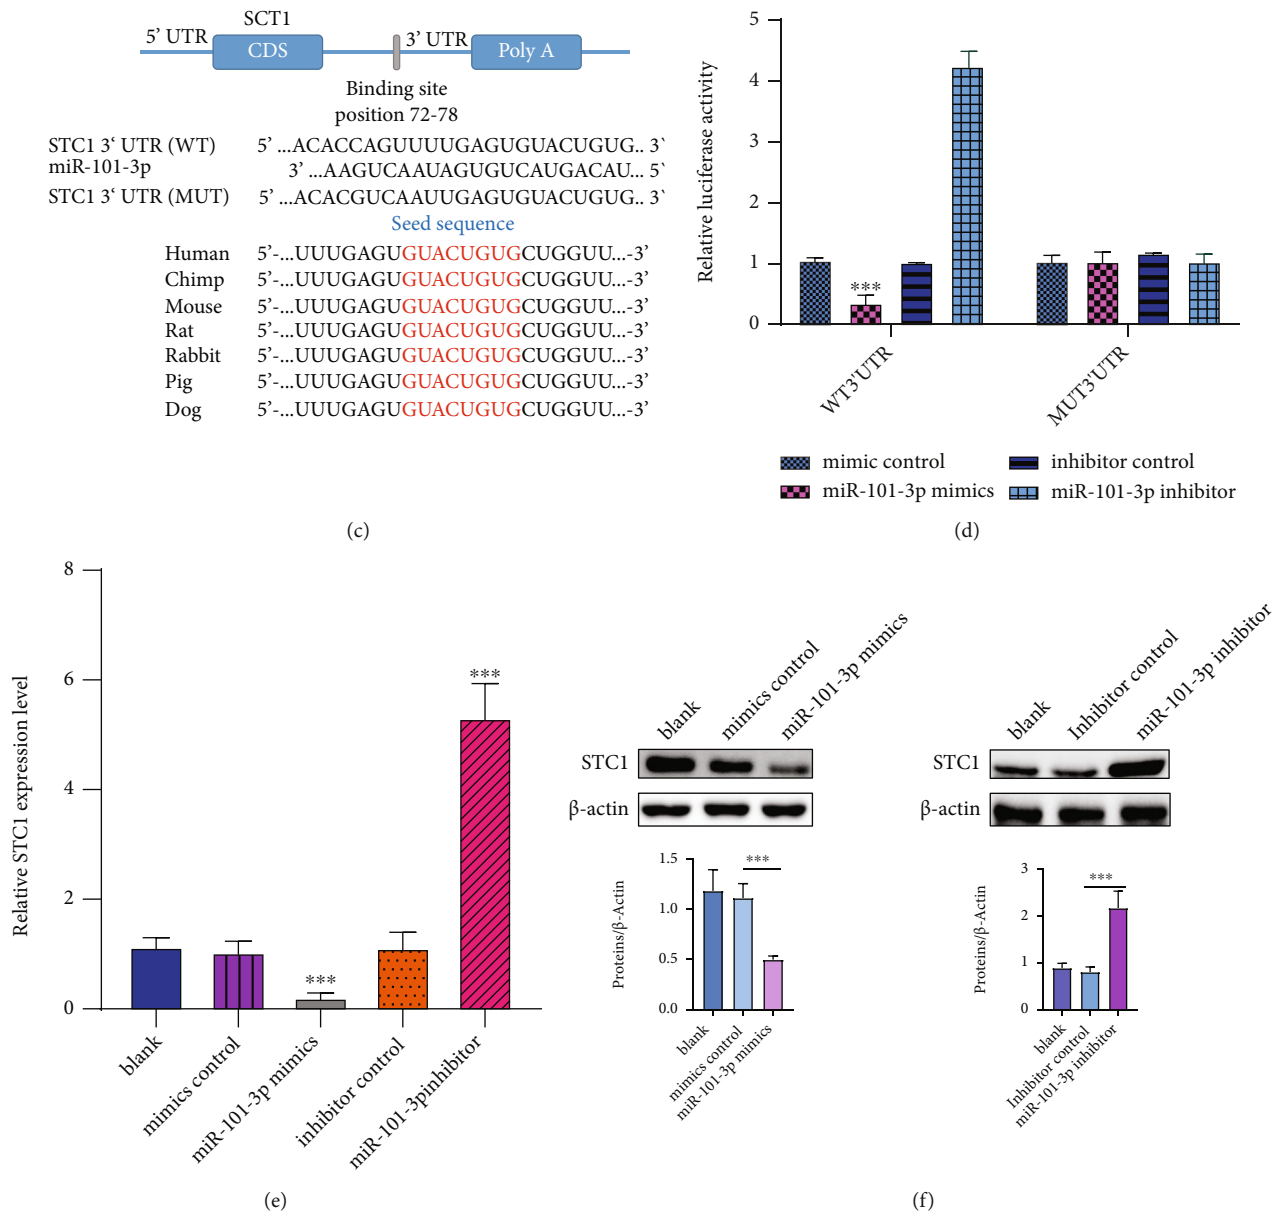 SCT1
5’ UTR
CDS
3’ UTR
Poly A
Binding site
position 72-78
STC1 3‘ UTR (WT) 5’ ...ACACCAGUUUUGAGUGUACUGUG.. 3‵
miR-101-3p 3’ ...AAGUCAAUAGUGUCAUGACAU... 5‵
STC1 3‘ UTR (MUT) 5’ ...ACACGUCAAUUGAGUGUACUGUG.. 3‵
Seed sequence
Human 5’-...UUUGAGUGUACUGUGCUGGUU...-3’
Chimp 5’-...UUUGAGUGUACUGUGCUGGUU...-3’
Mouse 5’-...UUUGAGUGUACUGUGCUGGUU...-3’
Rat 5’-...UUUGAGUGUACUGUGCUGGUU...-3’
Rabbit 5’-...UUUGAGUGUACUGUGCUGGUU...-3’
Pig 5’-...UUUGAGUGUACUGUGCUGGUU...-3’
Dog 5’-...UUUGAGUGUACUGUGCUGGUU...-3’
(c)
Relative luciferase activity
5
4
3
2
1
0
***
WT3'UTR
MUT3'UTR
mimic control
inhibitor control
miR-101-3p mimics
miR-101-3p inhibitor
(d)
Relative STC1 expression level
8
6
4
2
0
***
***
blank
mimics control
miR-101-3p mimics
inhibitor control
miR-101-3pinhibitor
(e)
blank
mimics control
miR-101-3p mimics
STC1
β-actin
Proteins/β-Actin
1.5
1.0
0.5
0.0
***
blank
mimics control
miR-101-3p mimics
blank
Inhibitor control
miR-101-3p inhibitor
STC1
β-actin
Proteins/β-Actin
3
2
1
0
***
blank
Inhibitor control
miR-101-3p inhibitor
(f)